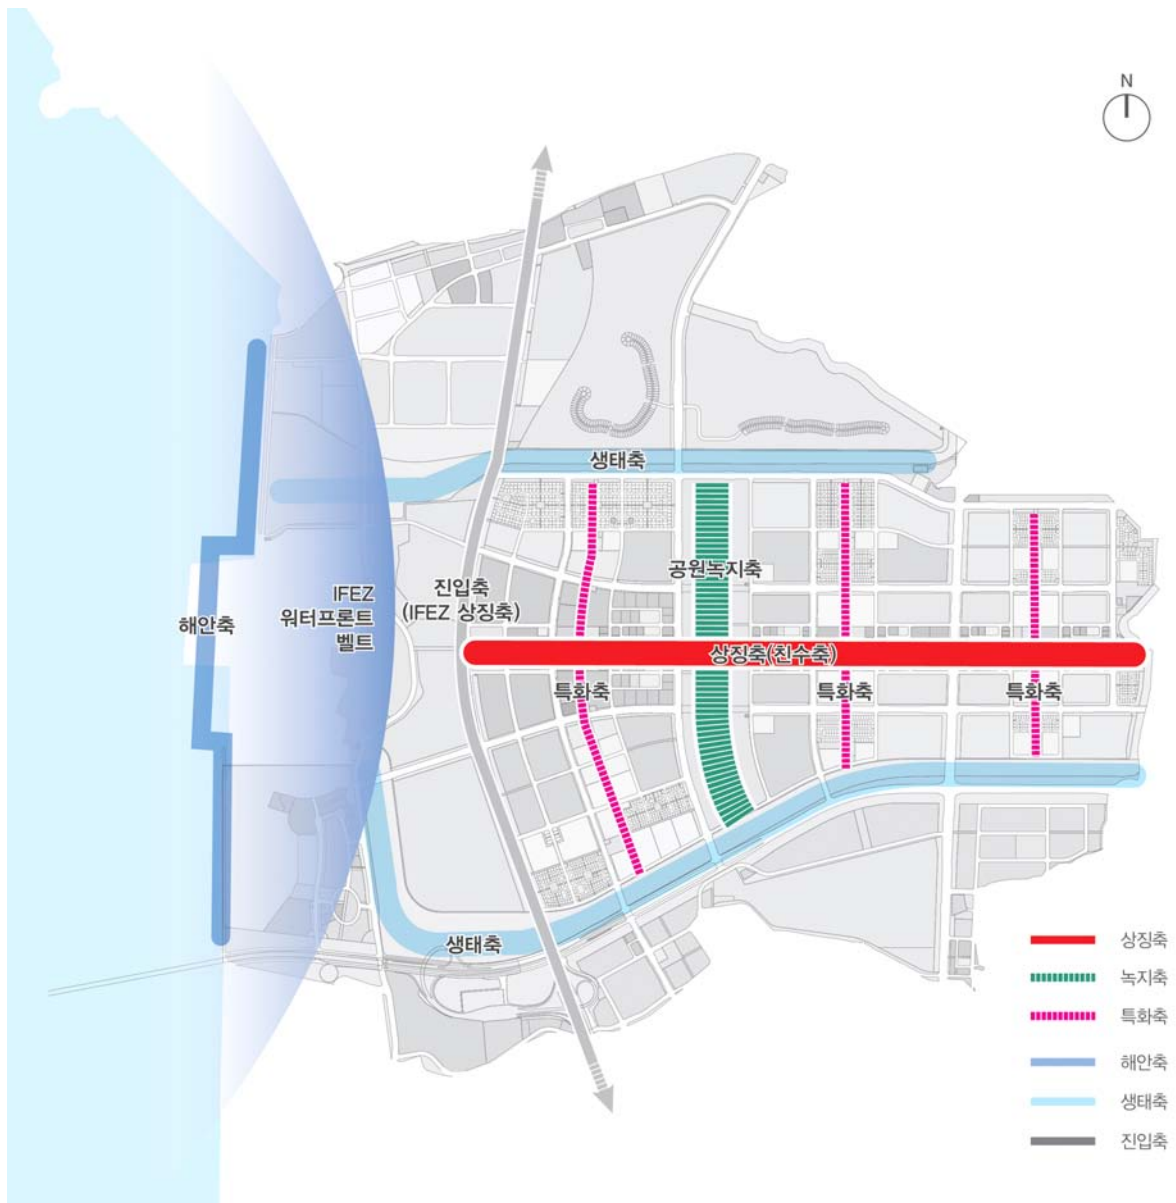 N
생태축
공원녹지축
진입축
(IFEZ 상징축)
IFEZ
워터프론트
벨트
해안축
상징축(친수축)
특화축
특화축
특화축
생태축
상징축
녹지축
특화축
해안축
생태축
진입축